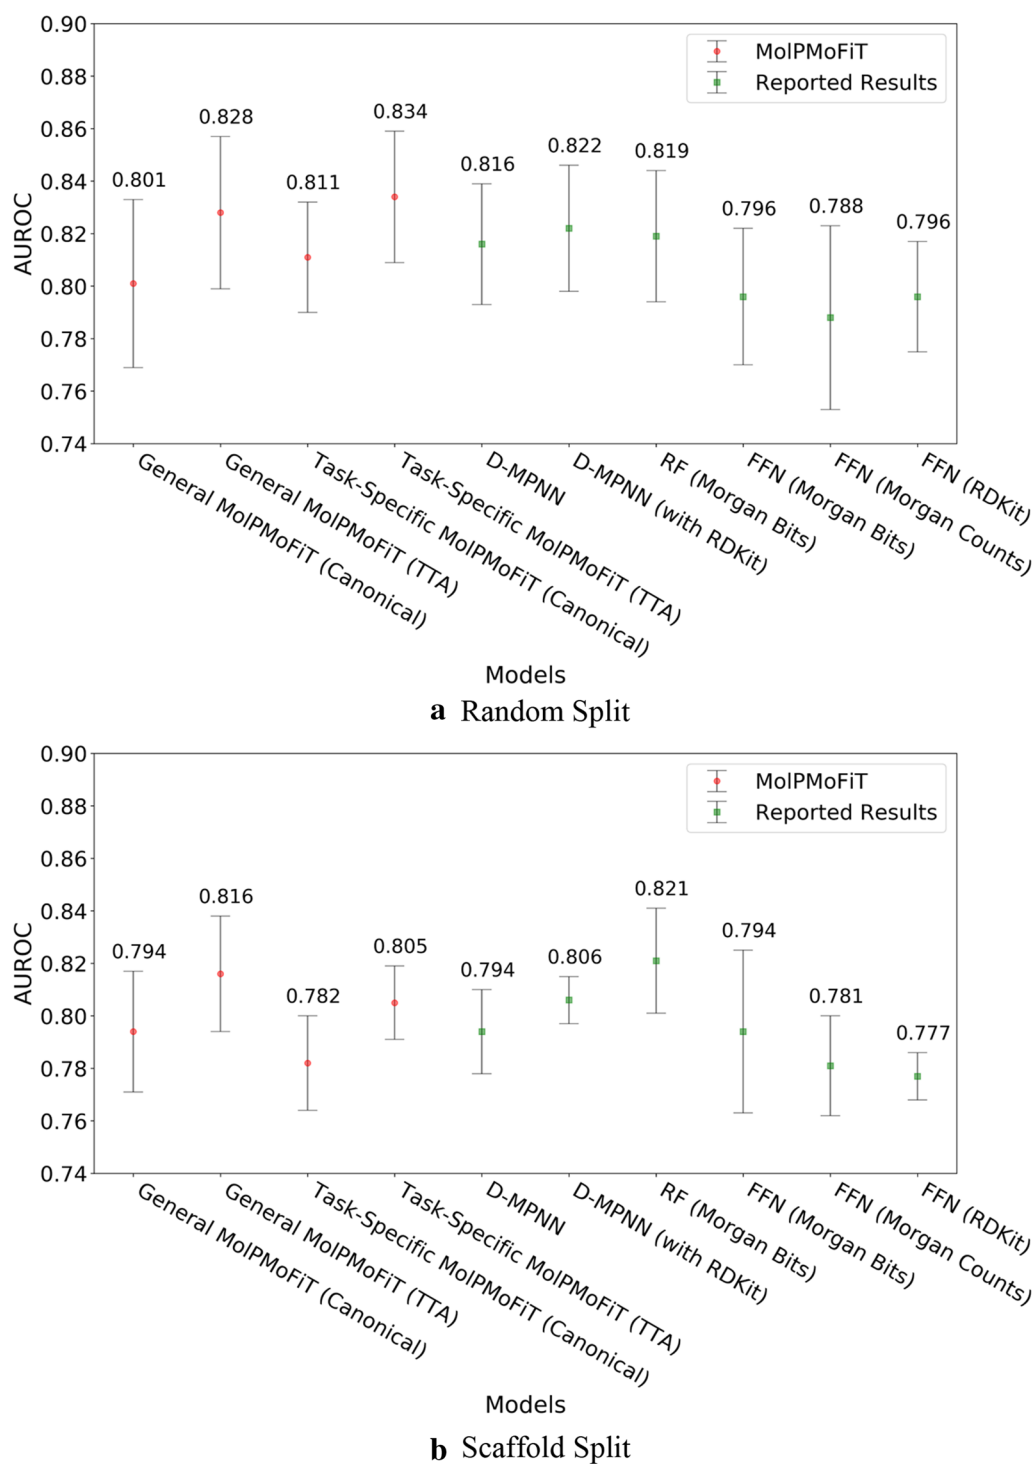 0.90
0.88
0.86
0.84
0.82
0.80
0.78
0.76
0.74
AUROC
MolPMoFiT
Reported Results
0.801
0.828
0.811
0.834
0.816
0.822
0.819
0.796
0.788
0.796
General MolPMoFiT (Canonical)
General MolPMoFiT (TTA)
Task-Specific MolPMoFiT (Canonical)
Task-Specific MolPMoFiT (TTA)
D-MPNN
D-MPNN (with RDKit)
RF (Morgan Bits)
FFN (Morgan Bits)
FFN (Morgan Counts)
FFN (RDKit)
Models
a Random Split
0.90
0.88
0.86
0.84
0.82
0.80
0.78
0.76
0.74
AUROC
MolPMoFiT
Reported Results
0.794
0.816
0.782
0.805
0.794
0.806
0.821
0.794
0.781
0.777
General MolPMoFiT (Canonical)
General MolPMoFiT (TTA)
Task-Specific MolPMoFiT (Canonical)
Task-Specific MolPMoFiT (TTA)
D-MPNN
D-MPNN (with RDKit)
RF (Morgan Bits)
FFN (Morgan Bits)
FFN (Morgan Counts)
FFN (RDKit)
Models
b Scaffold Split